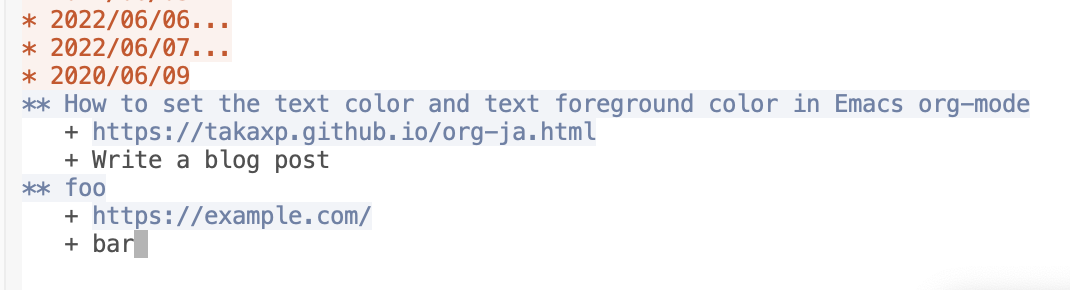 * 2022/06/06...
* 2022/06/07...
* 2020/06/09
** How to set the text color and text foreground color in Emacs org-mode
+ https://takaxp.github.io/org-ja.html
+ Write a blog post
** foo
+ https://example.com/
+ bar